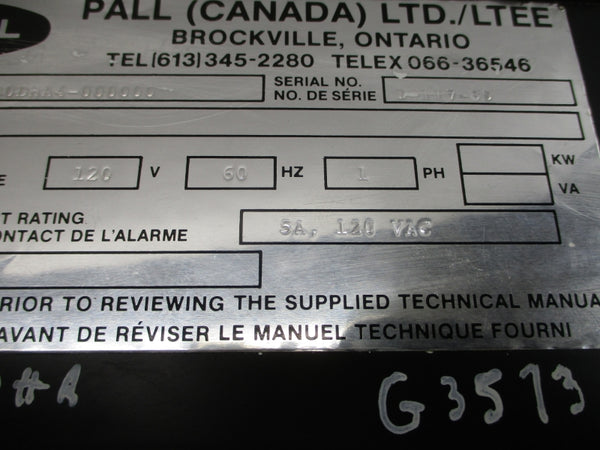 LL
PALL (CANADA) LTD./LTEE
BROCKVILLE, ONTARIO
TEL (613) 345-2280 TELEX 066-36546
SERIAL NO.
NO. DE SÉRIE
120 V 60 HZ 1 PH KW
VA
T RATING
ONTACT DE L'ALARME 5A, 120 VAC
RIOR TO REVIEWING THE SUPPLIED TECHNICAL MANUA
AVANT DE RÉVISER LE MANUEL TECHNIQUE FOURNI
G3573